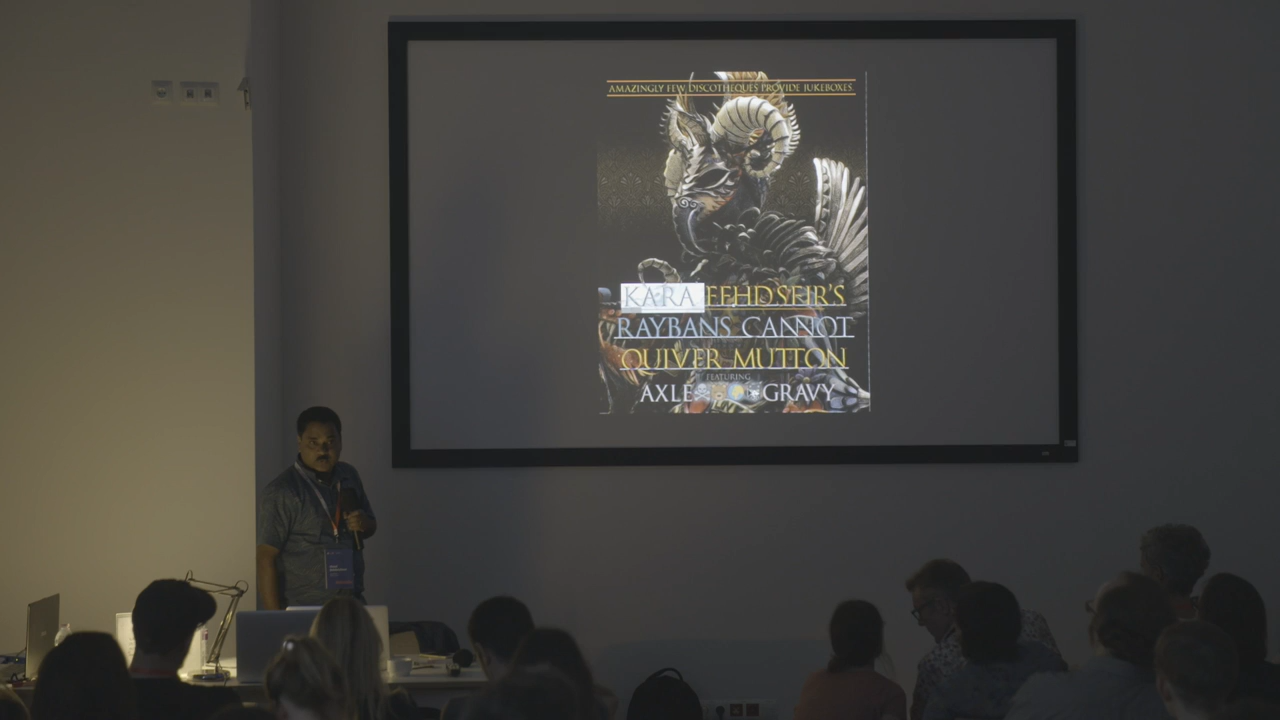 AMAZINGLY FEW DISCOTHEQUES PROVIDE JUKEBOXES.
KARA EEHDSEIR'S
RAYBANS CANNOT
QUIVER MUTTON
FEATURING
AXLE GRAVY